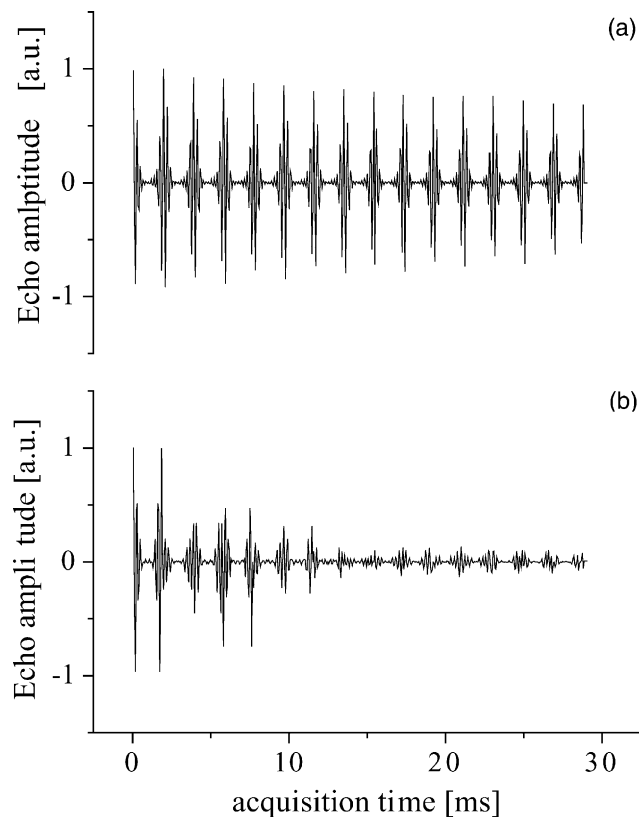 (a)
Echo amlptitude [a.u.]
1
0
-1
(b)
Echo ampli tude [a.u.]
1
0
-1
0 10 20 30
acquisition time [ms]